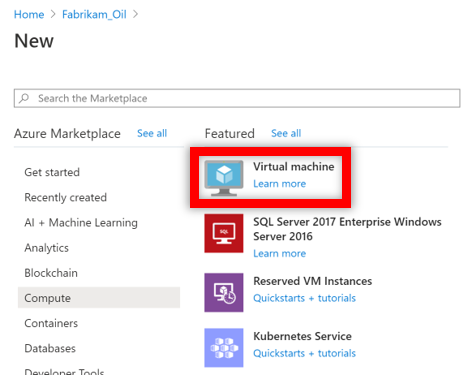 Home > Fabrikam_Oil >
New
Search the Marketplace
Azure Marketplace See all
Get started
Recently created
AI + Machine Learning
Analytics
Blockchain
Compute
Containers
Databases
Developer Tools
Featured See all
Virtual machine
Learn more
SQL Server 2017 Enterprise Windows
Server 2016
Learn more
Reserved VM Instances
Quickstarts + tutorials
Kubernetes Service
Quickstarts + tutorials